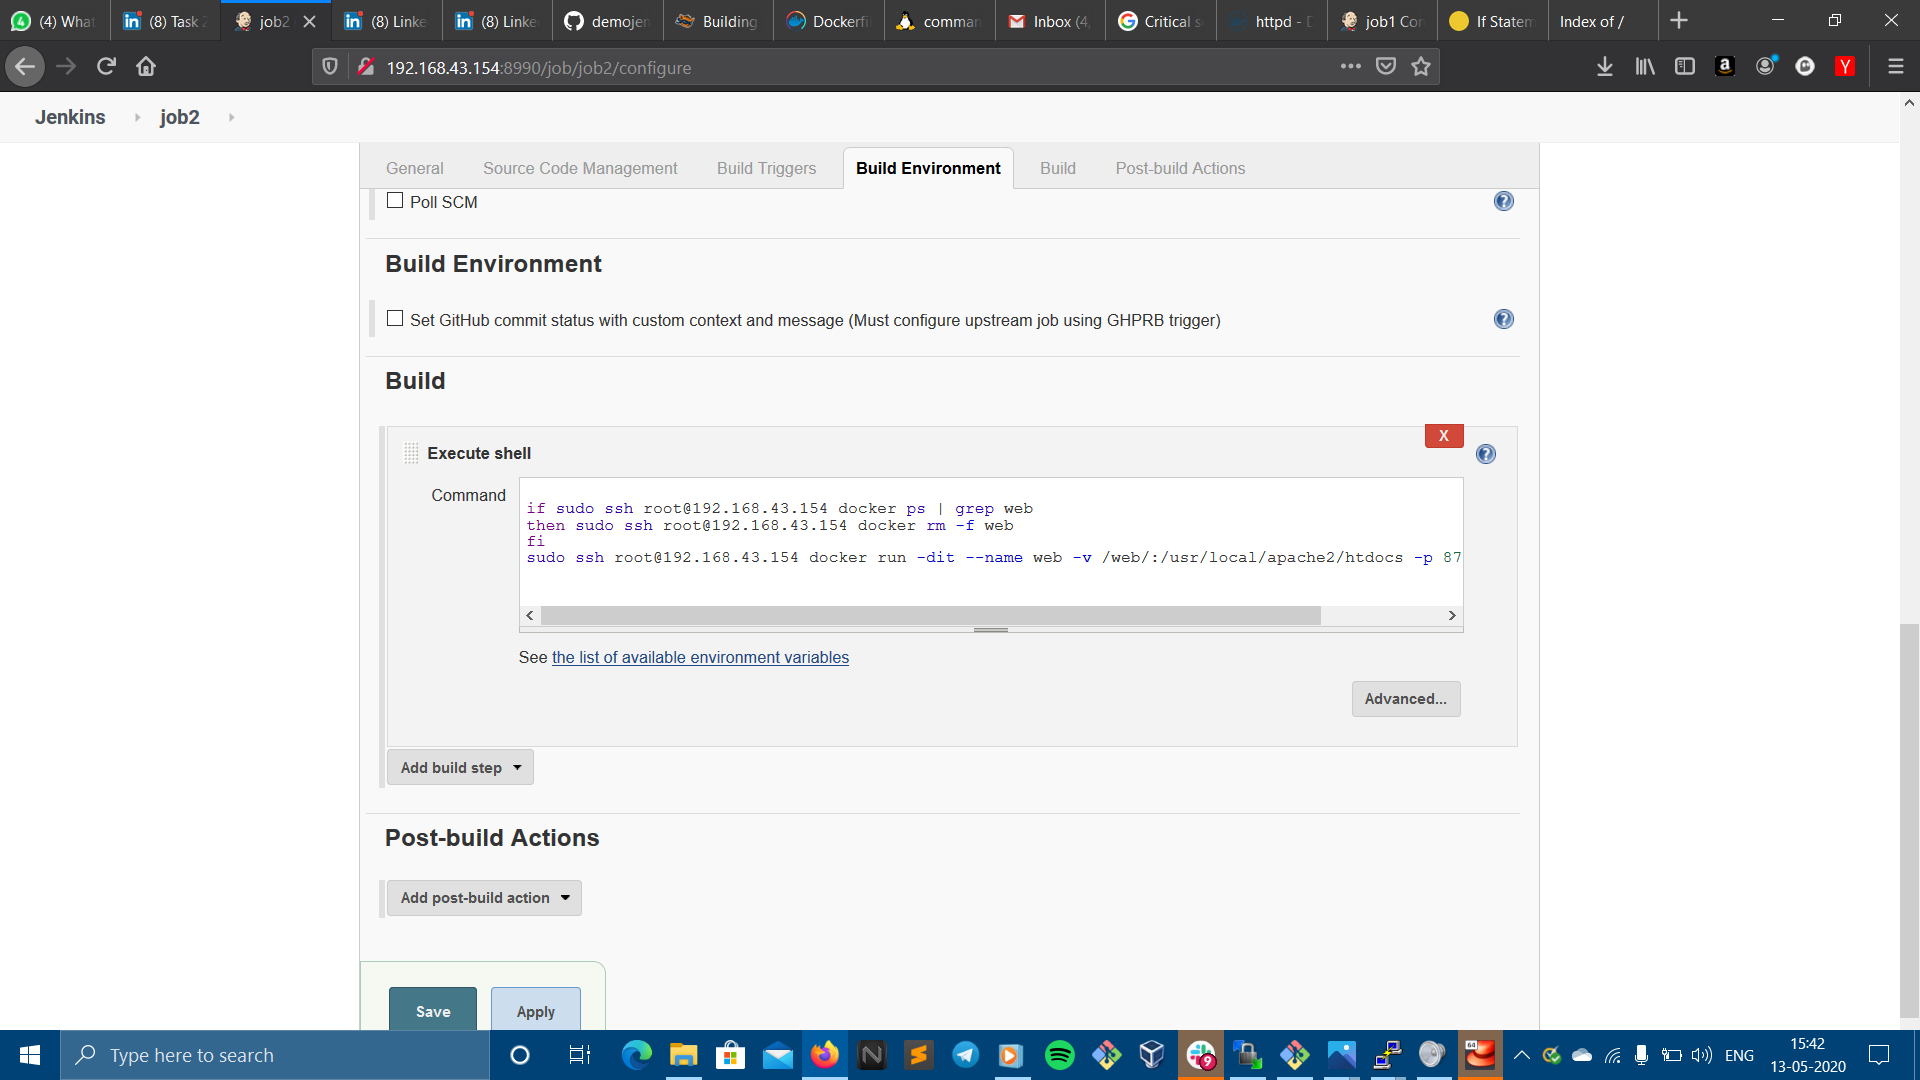 (4) What
(8) Task 2
job2
(8) Linke
(8) Linke
demojen
Building
Dockerfi
comman
Inbox (4,
Critical s
httpd - D
job1 Con
If Statem
Index of /
192.168.43.154:8990/job/job2/configure
Jenkins
job2
General
Source Code Management
Build Triggers
Build Environment
Build
Post-build Actions
Poll SCM
Build Environment
Set GitHub commit status with custom context and message (Must configure upstream job using GHPRB trigger)
Build
X
Execute shell
Command
if sudo ssh root@192.168.43.154 docker ps | grep web
then sudo ssh root@192.168.43.154 docker rm -f web
fi
sudo ssh root@192.168.43.154 docker run -dit --name web -v /web/:/usr/local/apache2/htdocs -p 87
See the list of available environment variables
Advanced...
Add build step
Post-build Actions
Add post-build action
Save
Apply
Type here to search
9
64
ENG
15:42
13-05-2020